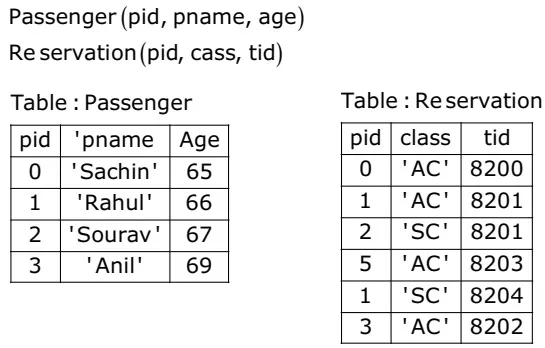 Passenger (pid, pname, age)
Re servation (pid, cass, tid)
Table : Passenger
pid 'pname Age
0 'Sachin' 65
1 'Rahul' 66
2 'Sourav' 67
3 'Anil' 69
Table : Re servation
pid class tid
0 'AC' 8200
1 'AC' 8201
2 'SC' 8201
5 'AC' 8203
1 'SC' 8204
3 'AC' 8202